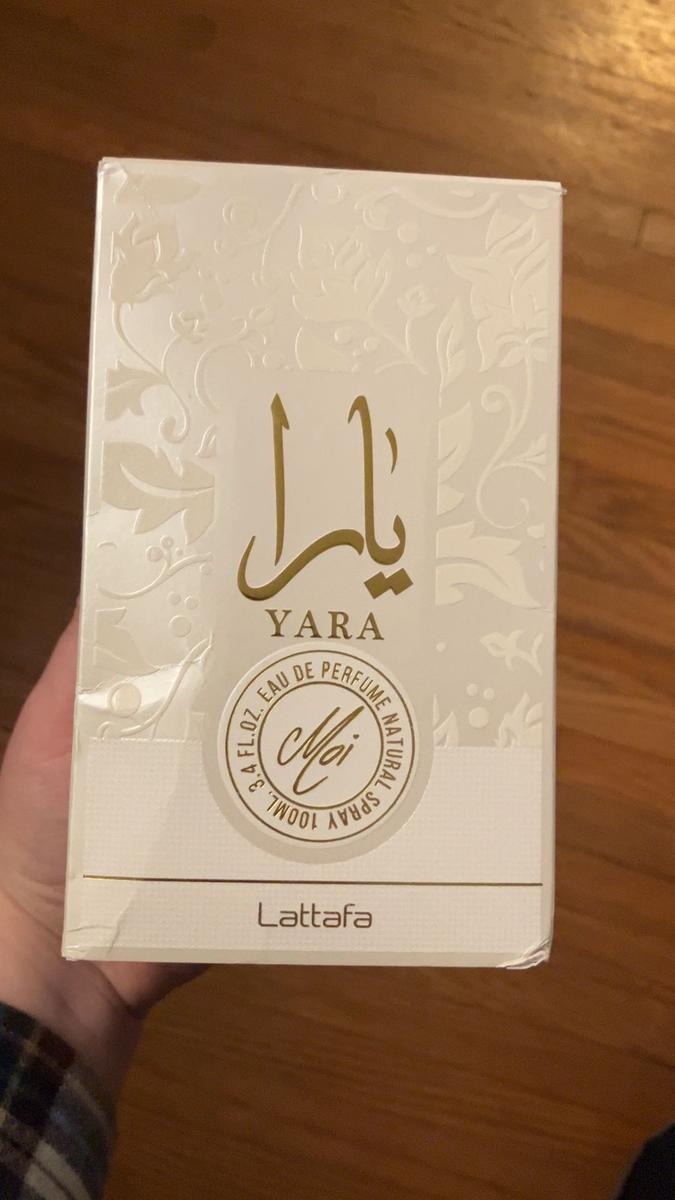 يارا
YARA
EAU DE PERFUME NATURAL SPRAY 100ML, 3.4 FL.OZ.
Moi
Lattafa